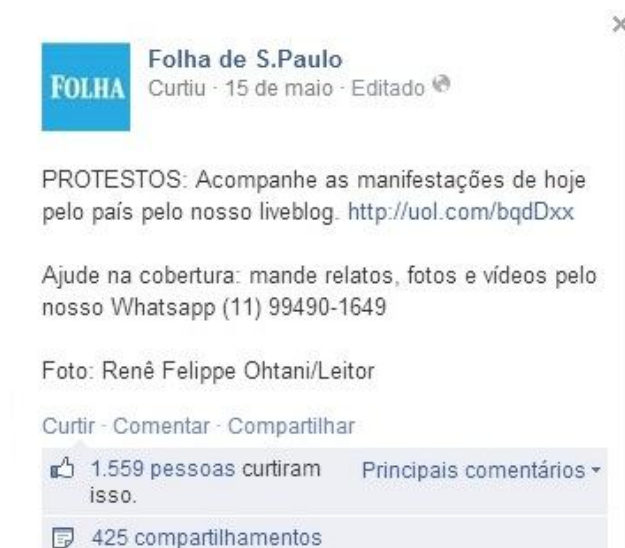 Folha de S.Paulo
FOLHA
Curtiu · 15 de maio · Editado
PROTESTOS: Acompanhe as manifestações de hoje
pelo país pelo nosso liveblog. http://uol.com/bqdDxx
Ajude na cobertura: mande relatos, fotos e vídeos pelo
nosso Whatsapp (11) 99490-1649
Foto: Renê Felippe Ohtani/Leitor
Curtir · Comentar · Compartilhar
1.559 pessoas curtiram Principais comentários
isso.
425 compartilhamentos